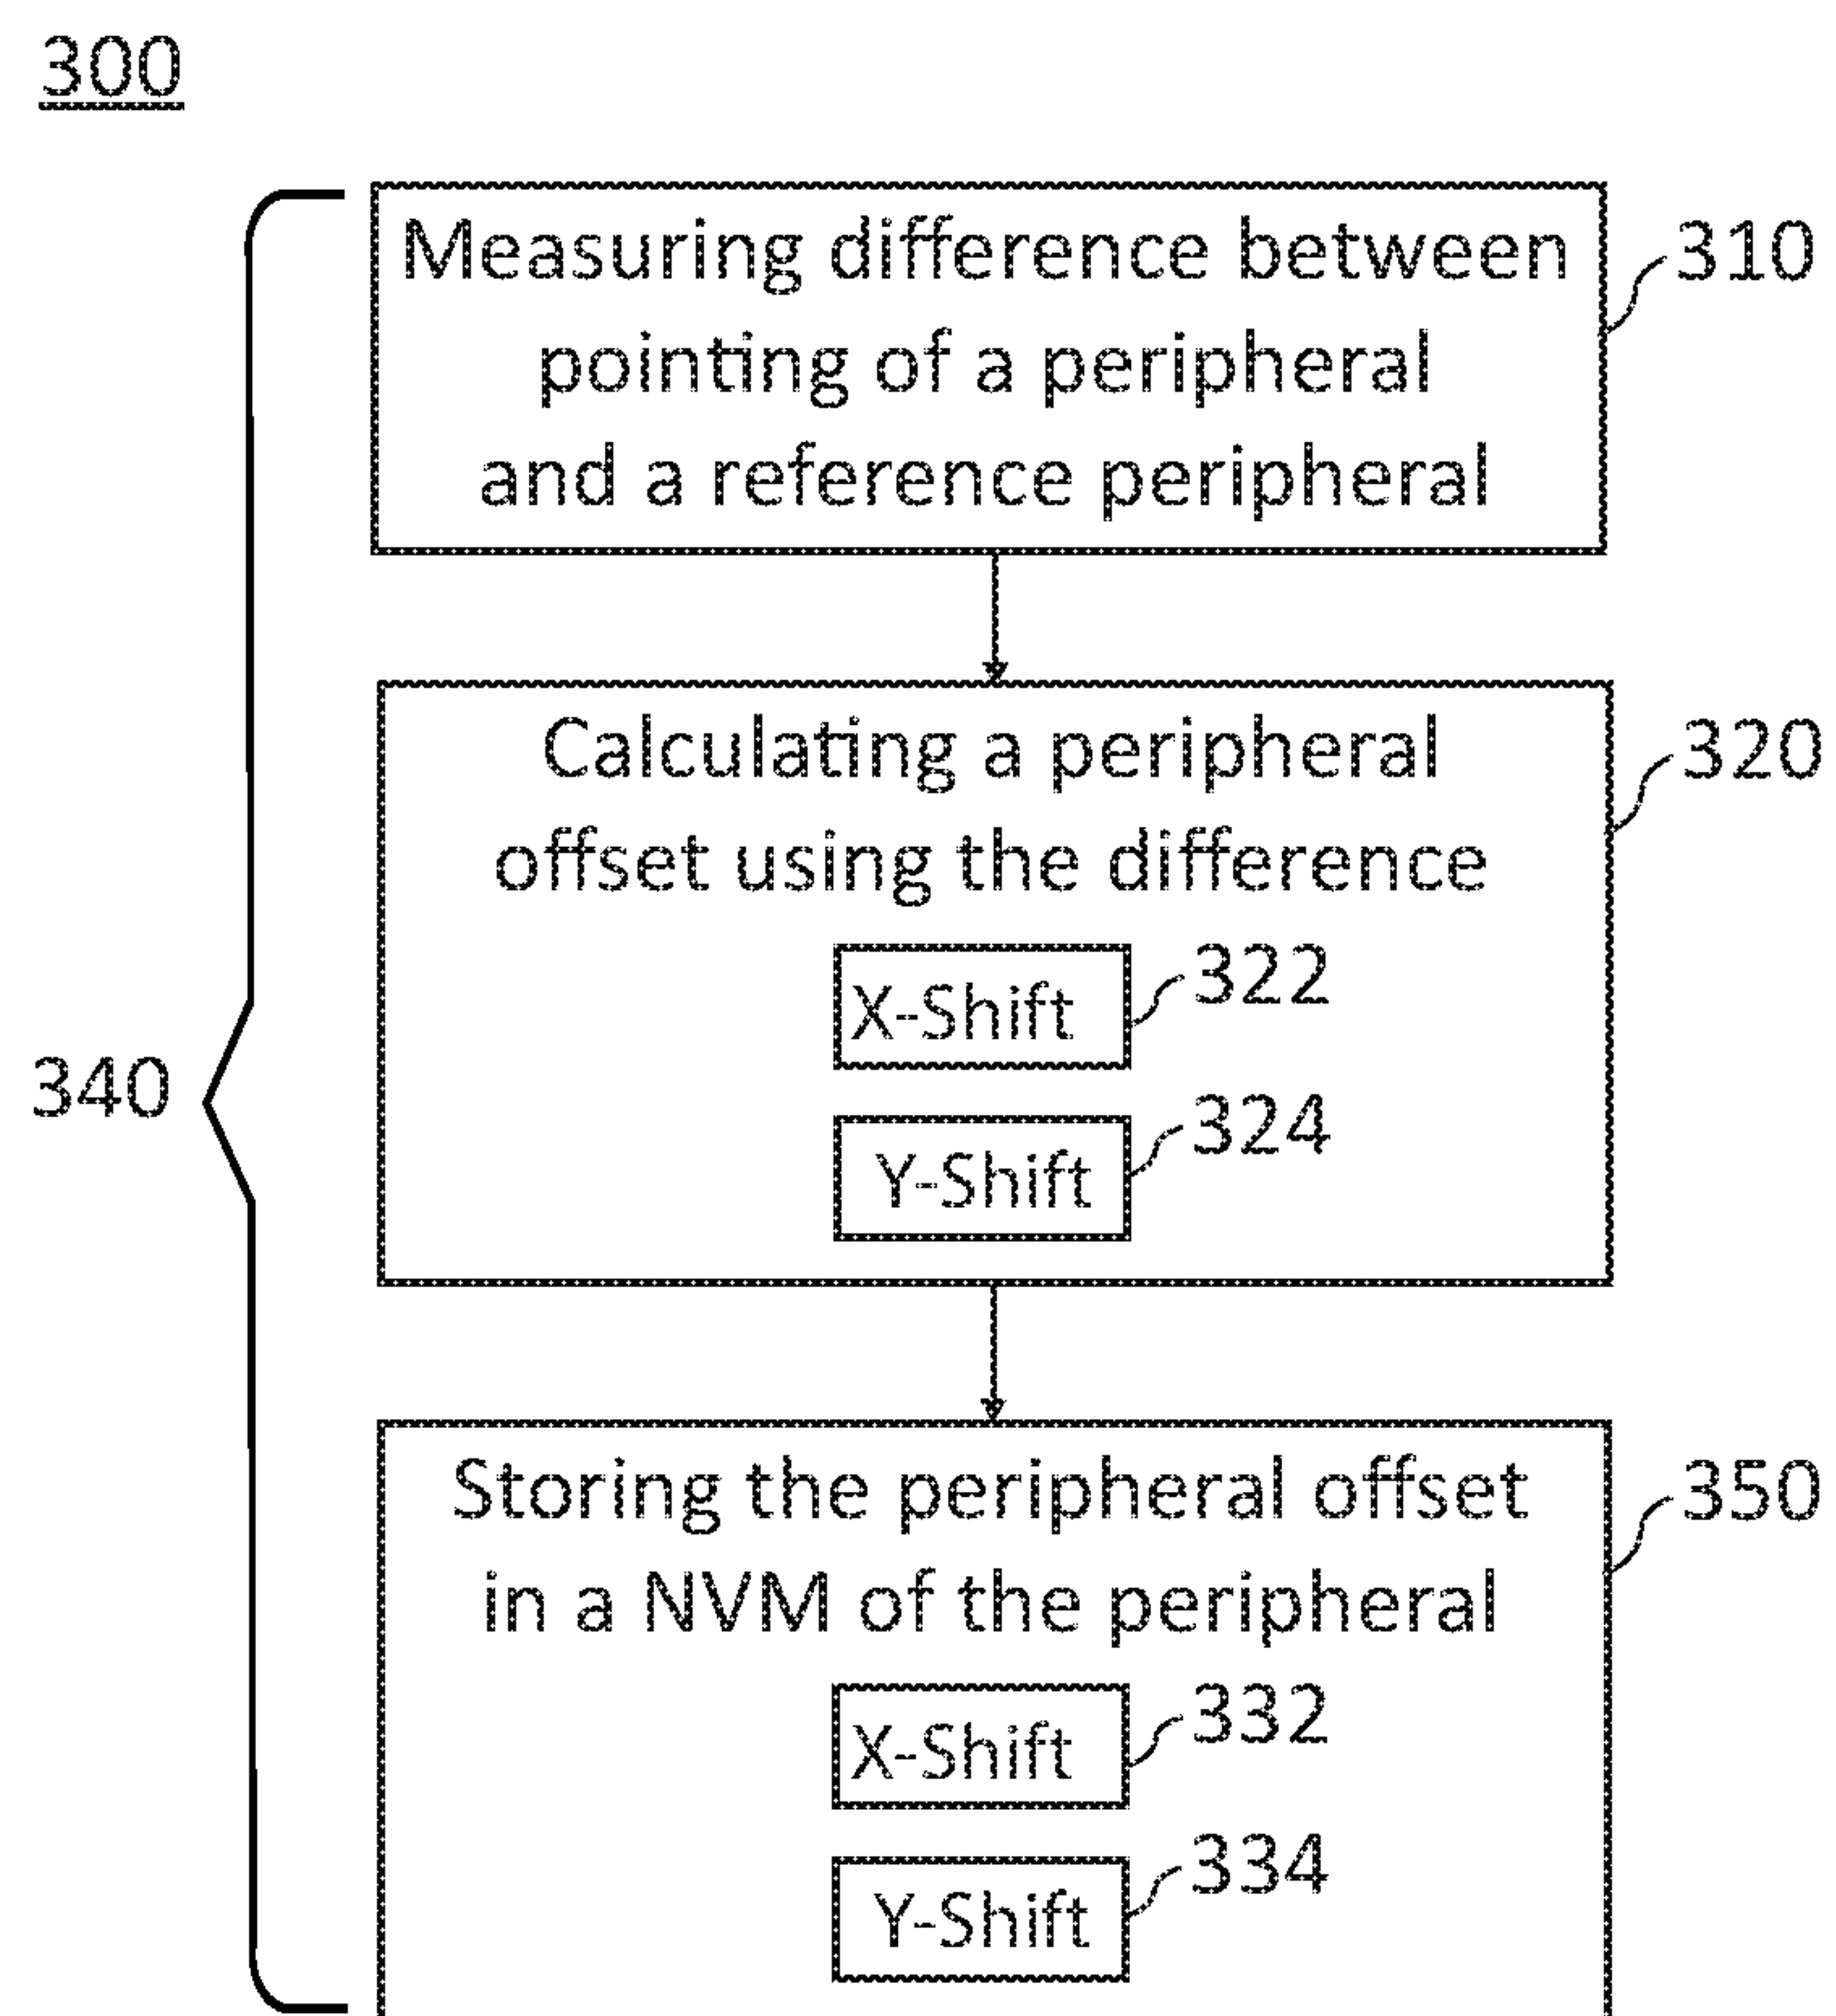 300
Measuring difference between
pointing of a peripheral
and a reference peripheral
310
Calculating a peripheral
offset using the difference
320
X-Shift
322
Y-Shift
324
340
Storing the peripheral offset
in a NVM of the peripheral
350
X-Shift
332
Y-Shift
334